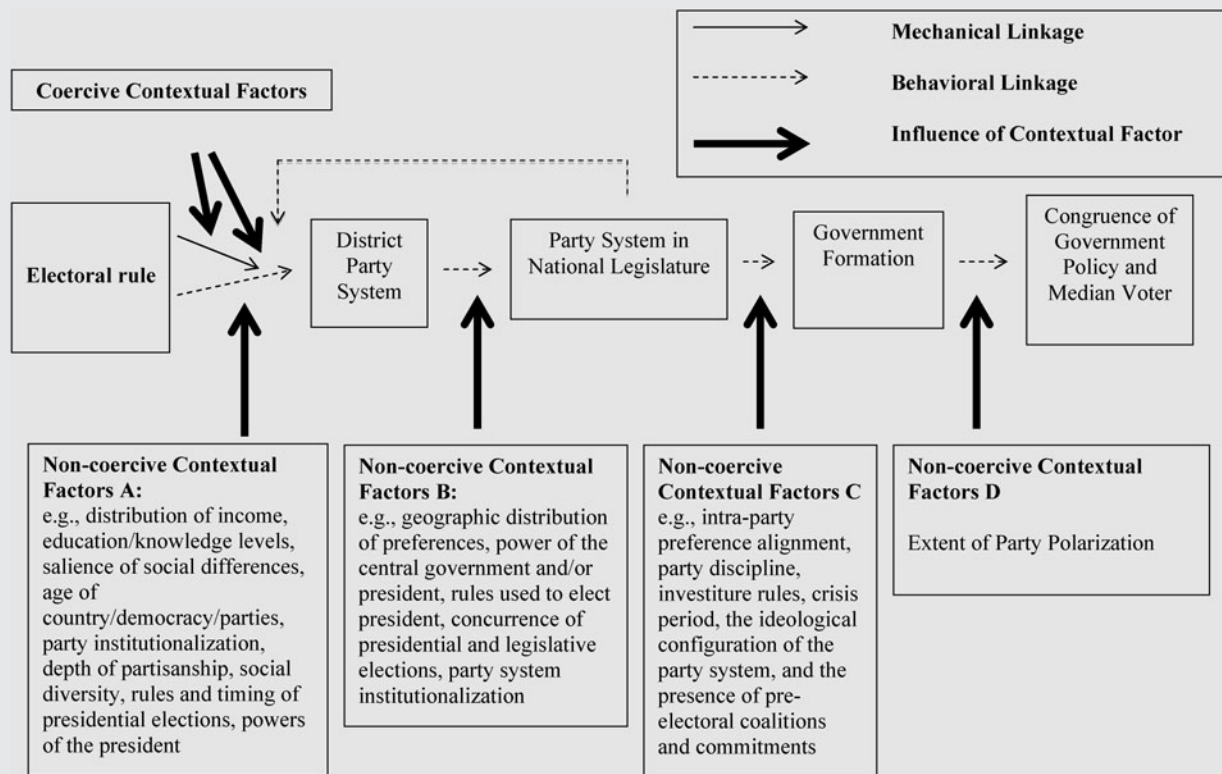 Mechanical Linkage
Coercive Contextual Factors
Behavioral Linkage
Influence of Contextual Factor
Electoral rule
District
Party
System
Party System in
National Legislature
Government
Formation
Congruence of
Government
Policy and
Median Voter
Non-coercive Contextual
Factors A:
e.g., distribution of income,
education/knowledge levels,
salience of social differences,
age of
country/democracy/parties,
party institutionalization,
depth of partisanship, social
diversity, rules and timing of
presidential elections, powers
of the president
Non-coercive Contextual
Factors B:
e.g., geographic distribution
of preferences, power of the
central government and/or
president, rules used to elect
president, concurrence of
presidential and legislative
elections, party system
institutionalization
Non-coercive
Contextual Factors C
e.g., intra-party
preference alignment,
party discipline,
investiture rules, crisis
period, the ideological
configuration of the
party system, and the
presence of pre-
electoral coalitions
and commitments
Non-coercive Contextual
Factors D
Extent of Party Polarization